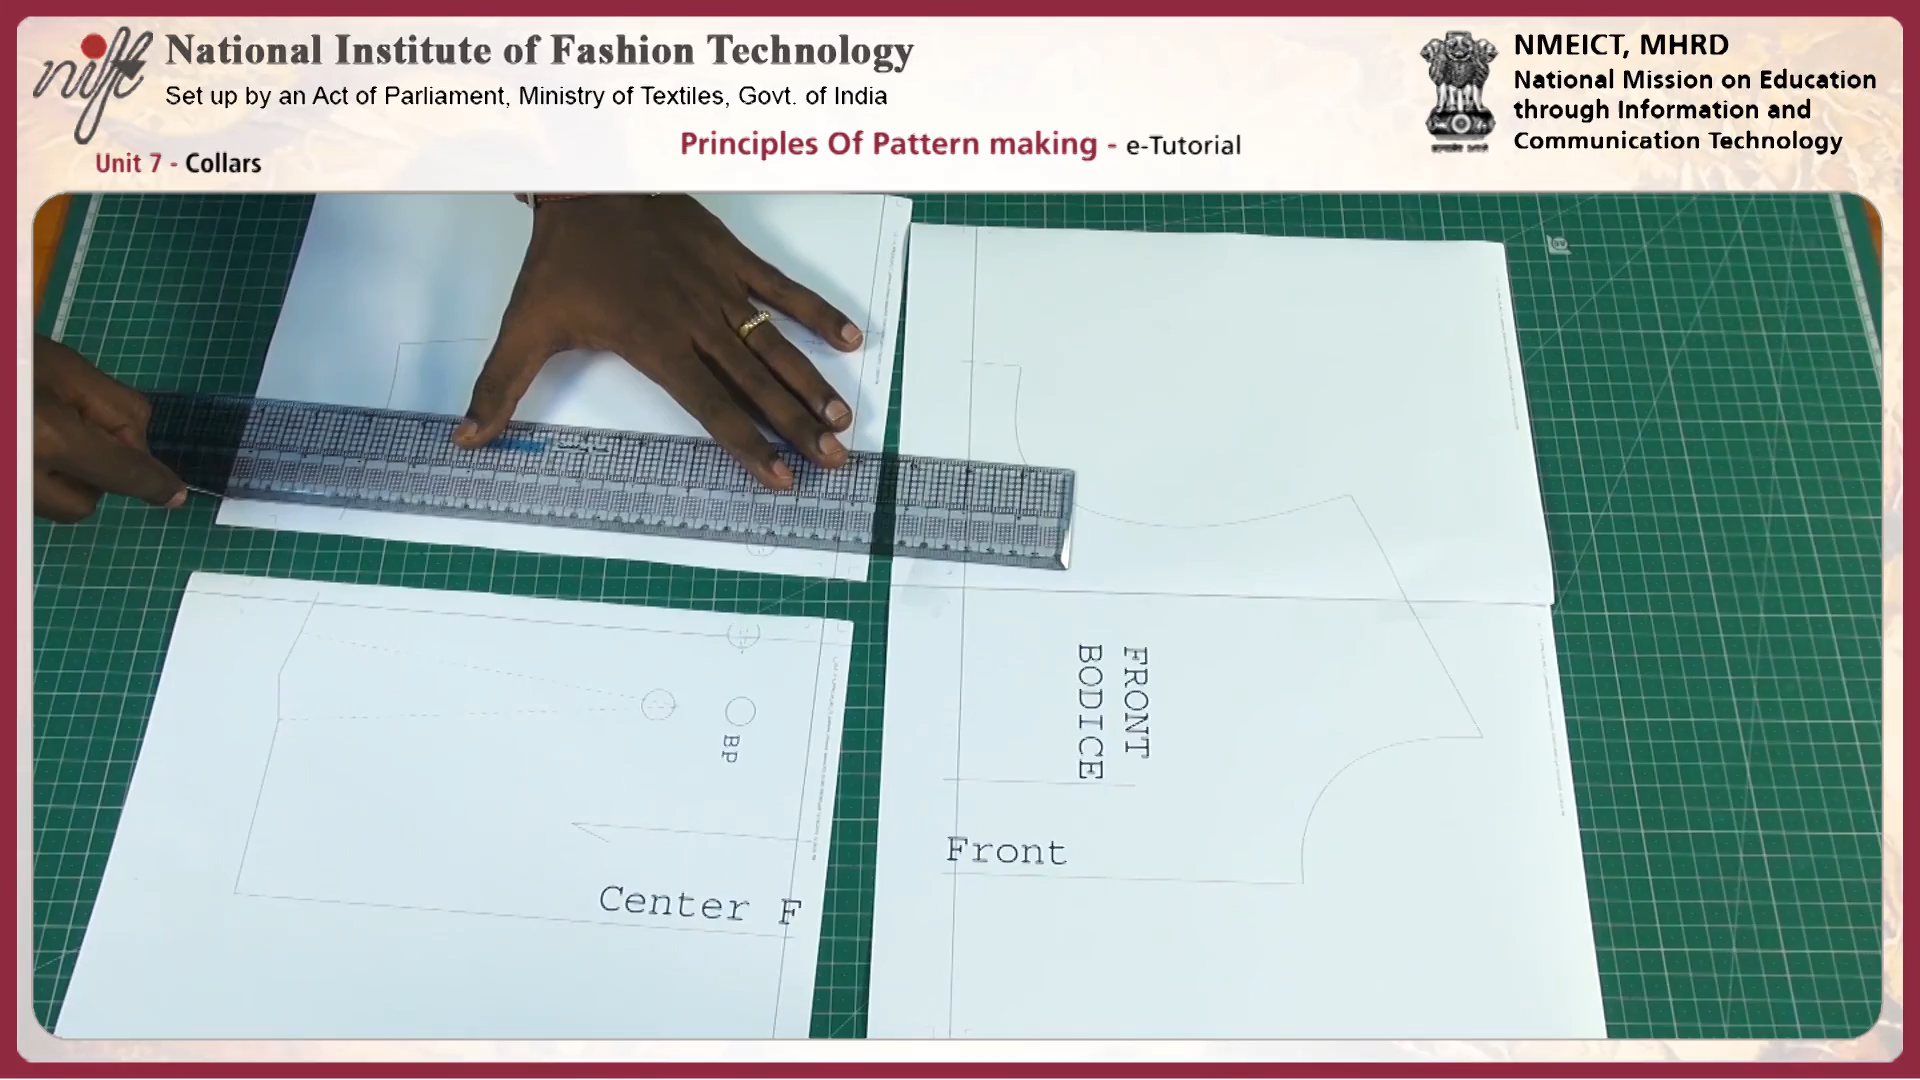 nift
National Institute of Fashion Technology
Set up by an Act of Parliament, Ministry of Textiles, Govt. of India
NMEICT, MHRD
National Mission on Education
through Information and
Communication Technology
Principles Of Pattern making - e-Tutorial
Unit 7 - Collars
FRONT
BODICE
BP
Front
Center F